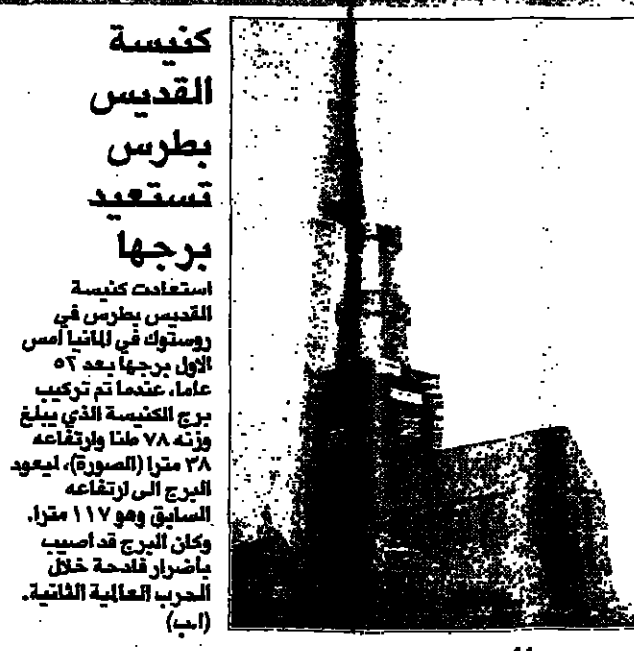 كنيسة
القديس
بطرس
تستعيد
برجها
استعادت كنيسة
القديس بطرس في
روستوك في المانيا امس
الاول برجها بعد ٥٢
عاما، عندما تم تركيب
برج الكنيسة الذي يبلغ
وزنه ٧٨ طنا وارتفاعه
٣٨ مترا (الصورة)، ليعود
البرج الى ارتفاعه
السابق وهو ١١٧ مترا.
وكان البرج قد اصيب
باضرار فادحة خلال
الحرب العالمية الثانية.
(ا.ب)